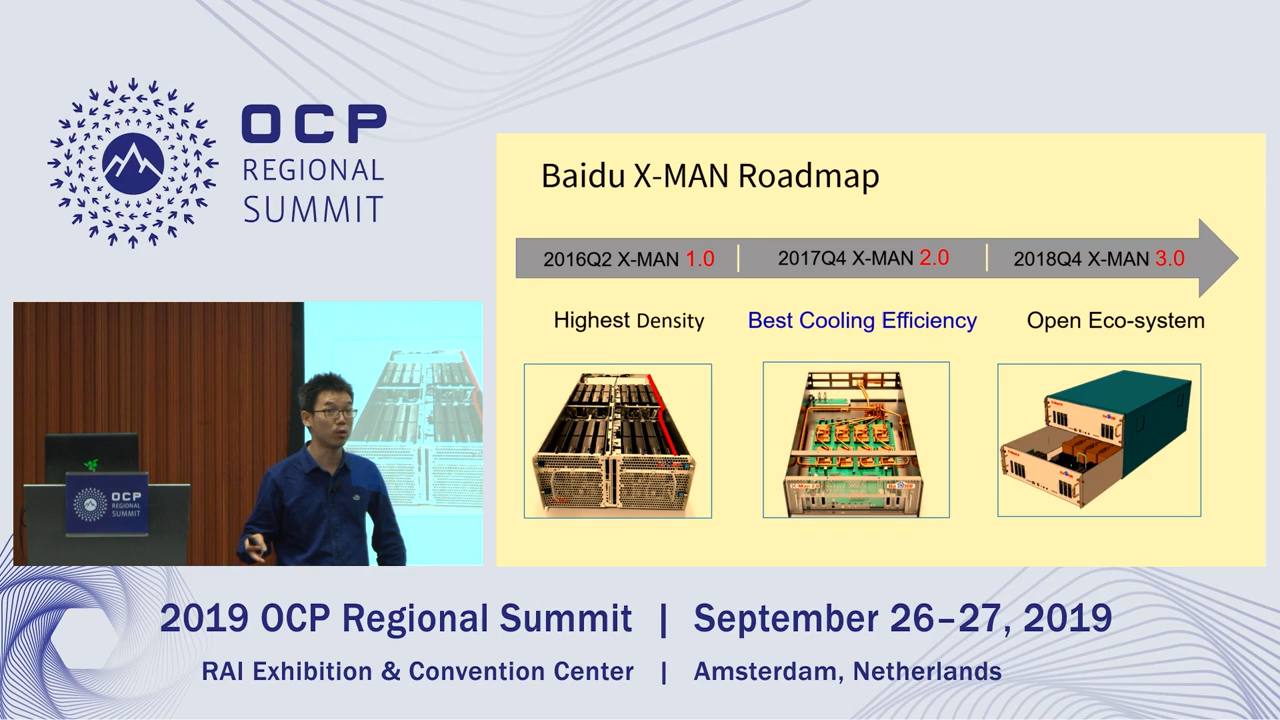 OCP
REGIONAL
SUMMIT
Baidu X-MAN Roadmap
2016Q2 X-MAN 1.0
2017Q4 X-MAN 2.0
2018Q4 X-MAN 3.0
Highest Density
Best Cooling Efficiency
Open Eco-system
OCP
REGIONAL
SUMMIT
2019 OCP Regional Summit | September 26–27, 2019
RAI Exhibition & Convention Center | Amsterdam, Netherlands